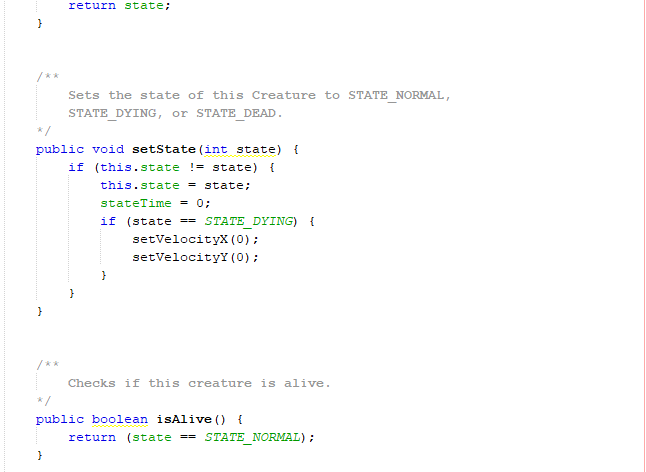 return state;
}
/**
Sets the state of this Creature to STATE_NORMAL,
STATE_DYING, or STATE_DEAD.
*/
public void setState(int state) {
if (this.state != state) {
this.state = state;
stateTime = 0;
if (state == STATE_DYING) {
setVelocityX(0);
setVelocityY(0);
}
}
}
/**
Checks if this creature is alive.
*/
public boolean isAlive() {
return (state == STATE_NORMAL);
}